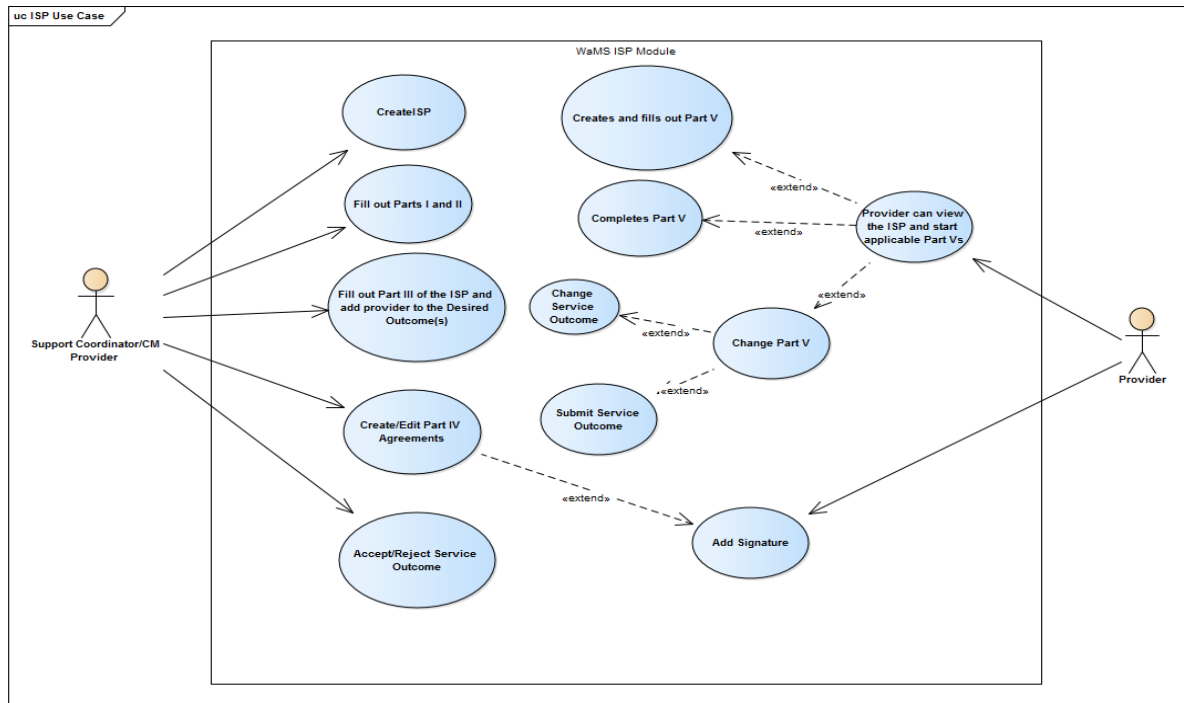 uc ISP Use Case
WaMS ISP Module
CreateISP
Creates and fills out Part V
«extend»
Fill out Parts I and II
Completes Part V
«extend»
Provider can view
the ISP and start
applicable Part Vs
Fill out Part III of the ISP and
add provider to the Desired
Outcome(s)
Change
Service
Outcome
«extend»
«extend»
Change Part V
Support Coordinator/CM
Provider
Provider
«extend»
Create/Edit Part IV
Agreements
Submit Service
Outcome
«extend»
Accept/Reject Service
Outcome
Add Signature